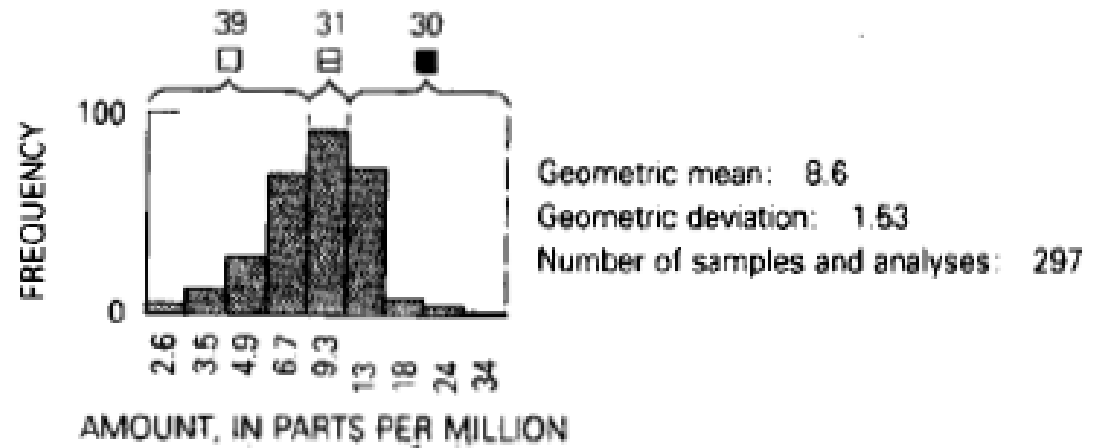 39 31 30
100
FREQUENCY
Geometric mean: 8.6
Geometric deviation: 1.53
Number of samples and analyses: 297
0
2.6 3.5 4.9 6.7 9.3 13 18 24 34
AMOUNT, IN PARTS PER MILLION